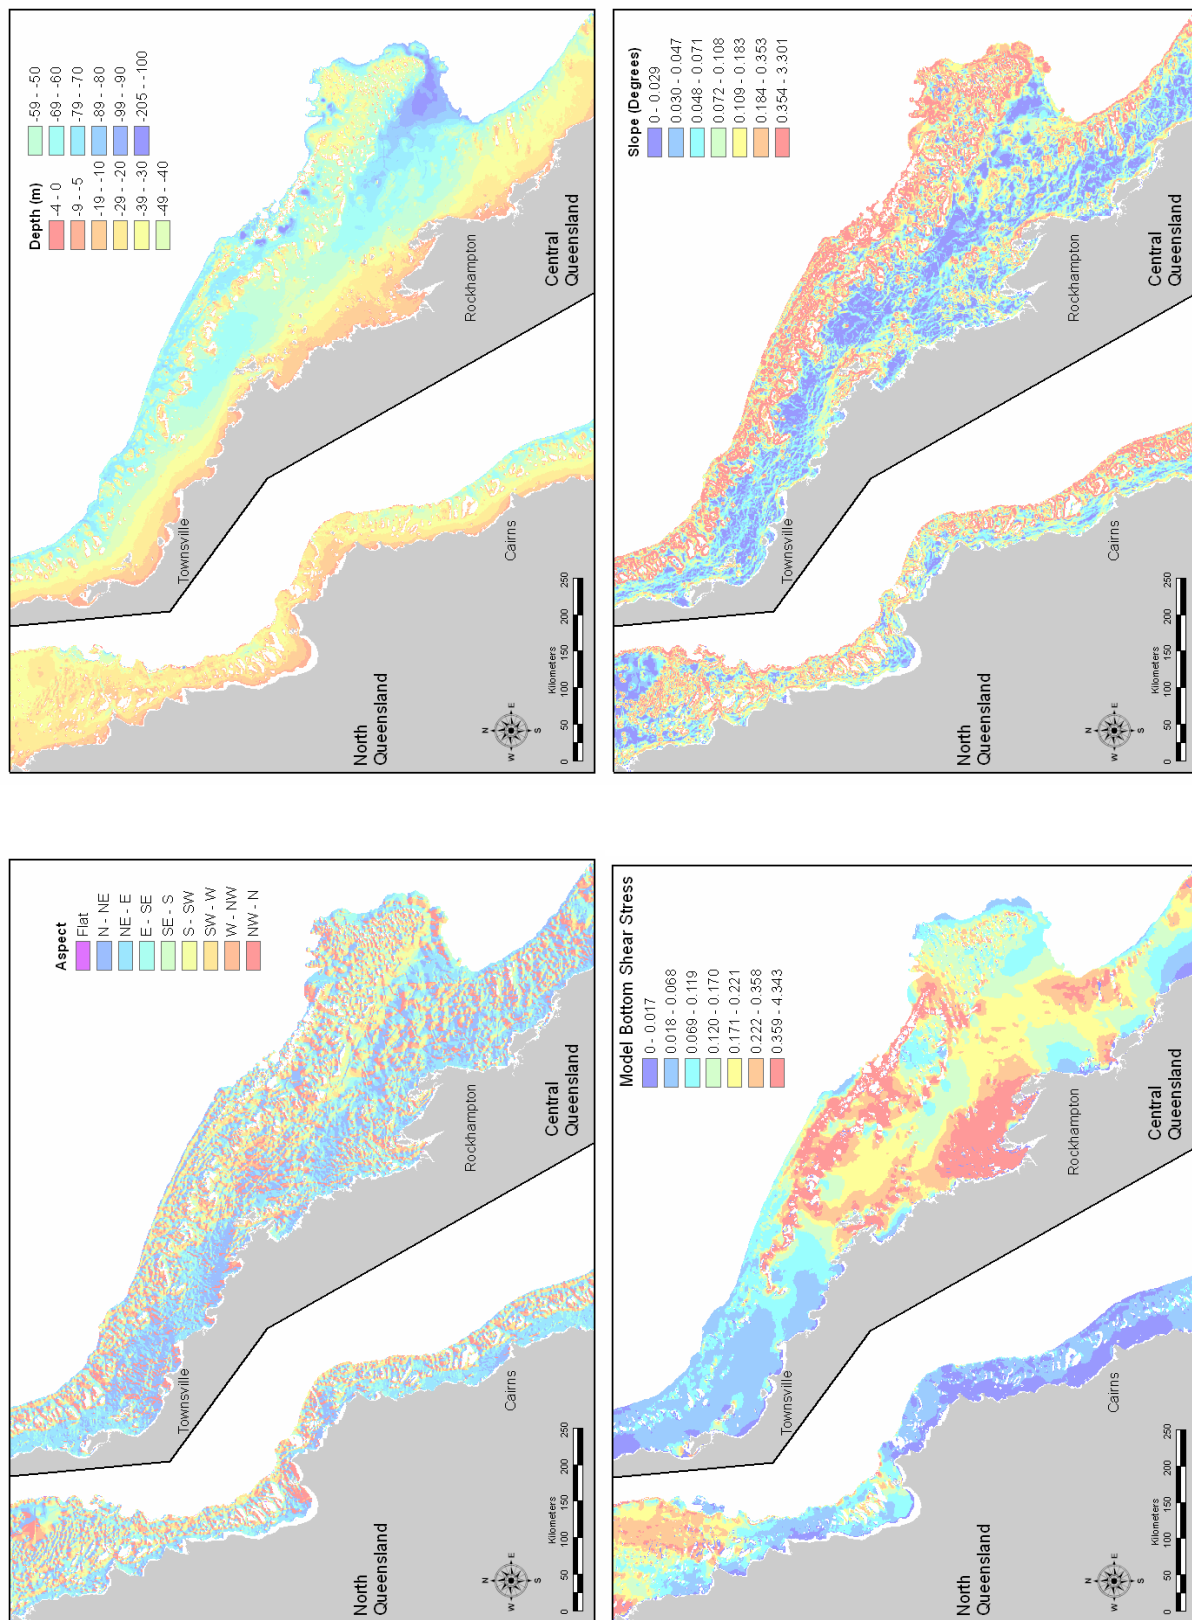 Aspect
Flat
N - NE
NE - E
E - SE
SE - S
S - SW
SW - W
W - NW
NW - N
Townsville
Rockhampton
Cairns
North
Queensland
Central
Queensland
N
W E
S
Kilometers
0 50 100 150 200 250
Depth (m)
-4 - 0
-9 - -5
-19 - -10
-29 - -20
-39 - -30
-49 - -40
-59 - -50
-69 - -60
-79 - -70
-89 - -80
-99 - -90
-205 - -100
Townsville
Rockhampton
Cairns
North
Queensland
Central
Queensland
N
W E
S
Kilometers
0 50 100 150 200 250
Model Bottom Shear Stress
0 - 0.017
0.018 - 0.068
0.069 - 0.119
0.120 - 0.170
0.171 - 0.221
0.222 - 0.358
0.359 - 4.343
Townsville
Rockhampton
Cairns
North
Queensland
Central
Queensland
N
W E
S
Kilometers
0 50 100 150 200 250
Slope (Degrees)
0 - 0.029
0.030 - 0.047
0.048 - 0.071
0.072 - 0.108
0.109 - 0.183
0.184 - 0.353
0.354 - 3.301
Townsville
Rockhampton
Cairns
North
Queensland
Central
Queensland
N
W E
S
Kilometers
0 50 100 150 200 250